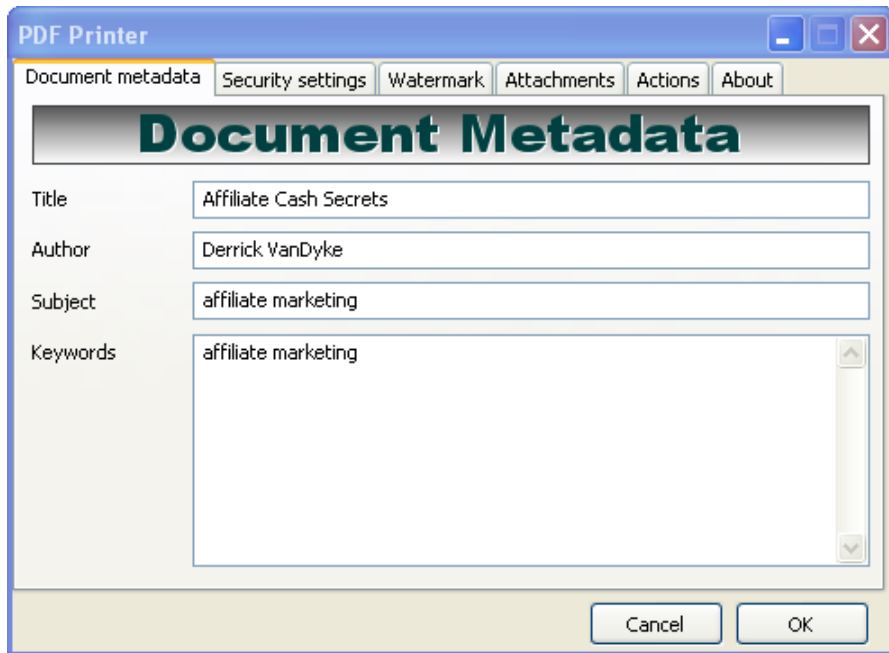 PDF Printer
Document metadata Security settings Watermark Attachments Actions About
Document Metadata
Title Affiliate Cash Secrets
Author Derrick VanDyke
Subject affiliate marketing
Keywords affiliate marketing
Cancel OK